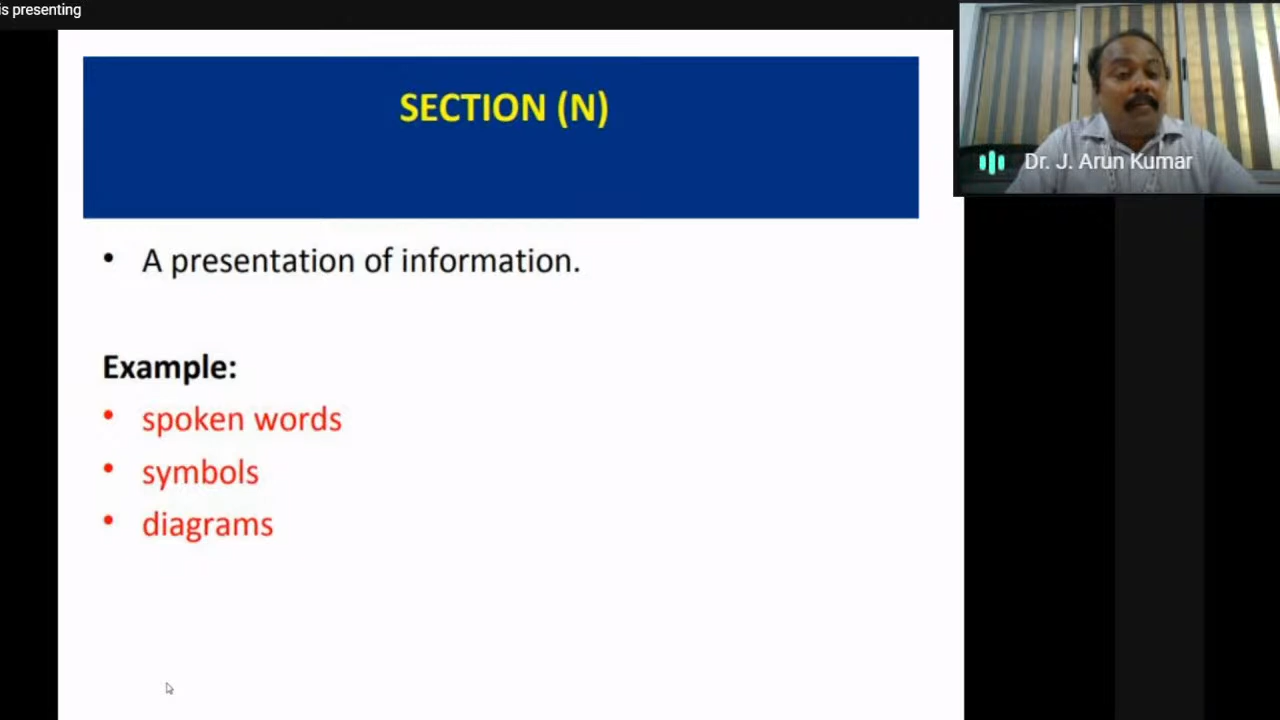 is presenting
SECTION (N)
Dr. J. Arun Kumar
• A presentation of information.
Example:
• spoken words
• symbols
• diagrams